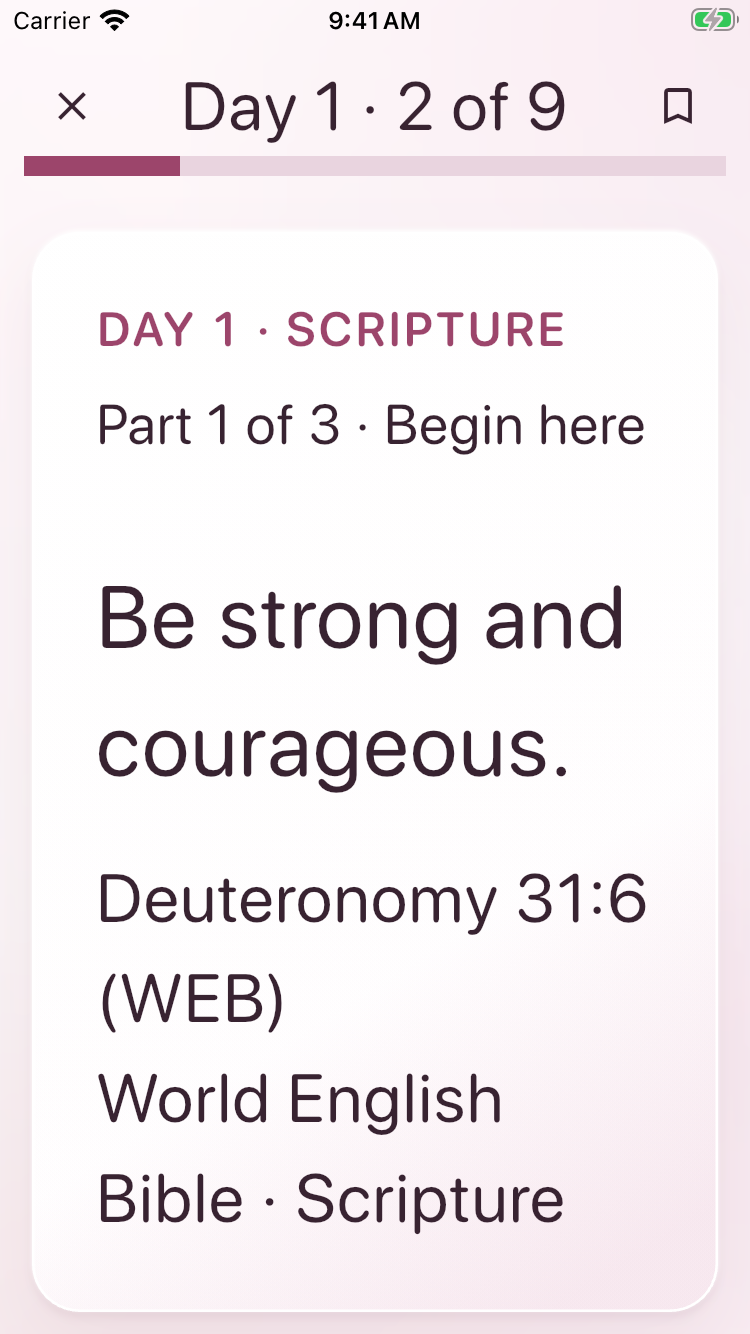 Carrier 9:41 AM
Day 1 · 2 of 9
DAY 1 · SCRIPTURE
Part 1 of 3 · Begin here
Be strong and
courageous.
Deuteronomy 31:6
(WEB)
World English
Bible · Scripture